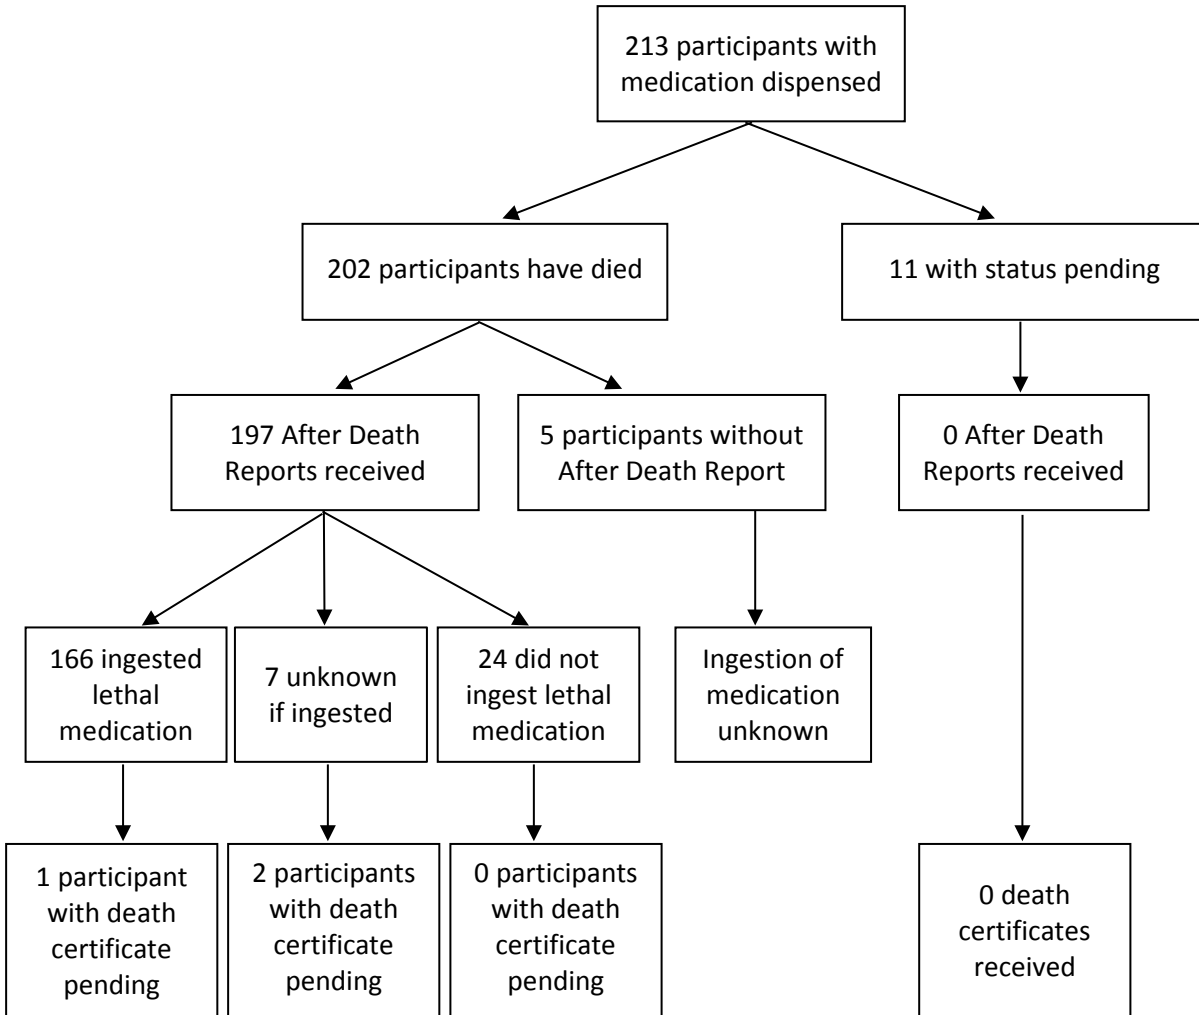 213 participants with
medication dispensed
202 participants have died
11 with status pending
197 After Death
Reports received
5 participants without
After Death Report
0 After Death
Reports received
166 ingested
lethal
medication
7 unknown
if ingested
24 did not
ingest lethal
medication
Ingestion of
medication
unknown
1 participant
with death
certificate
pending
2 participants
with death
certificate
pending
0 participants
with death
certificate
pending
0 death
certificates
received